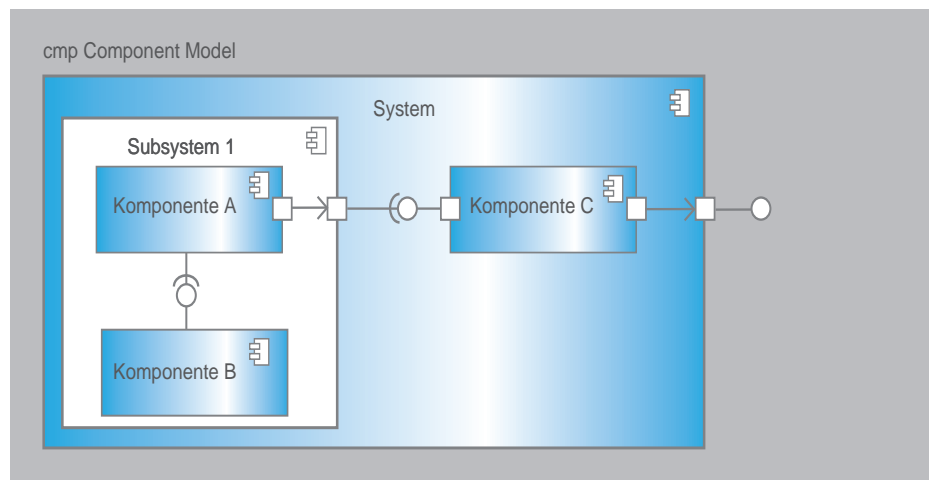 cmp Component Model
System
Subsystem 1
Komponente A
Komponente C
Komponente B